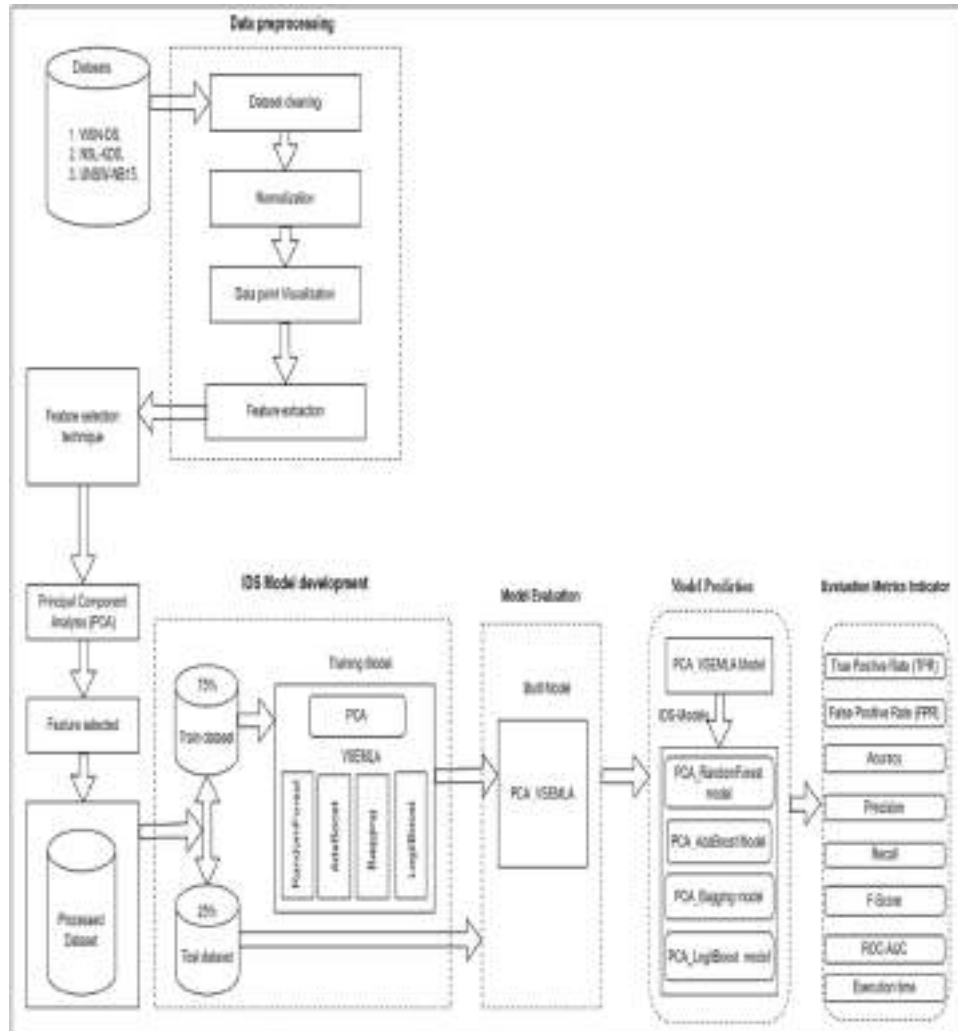 Data preprocessing
Datasets
1. WSN-DS,
2. NSL-KDD,
3. UNSW-NB15.
Dataset cleaning
Normalization
Data point Visualization
Feature extraction
Feature selection
technique
Principal Component
Analysis (PCA)
Feature selected
Processed
Dataset
IDS Model development
75%
Train dataset
25%
Test dataset
Training Model
PCA
VSEMLA
RandomForest
AdaBoost
Bagging
LogitBoost
Model Evaluation
Built Model
PCA_VSEMLA
Model Prediction
PCA_VSEMLA Model
IDS-Models
PCA_RandomForest
model
PCA_AdaBoost Model
PCA_Bagging model
PCA_LogitBoost model
Evaluation Metrics Indicator
True Positive Rate (TPR)
False Positive Rate (FPR)
Precision
Recall
F-Score
ROC-AUC
Execution time